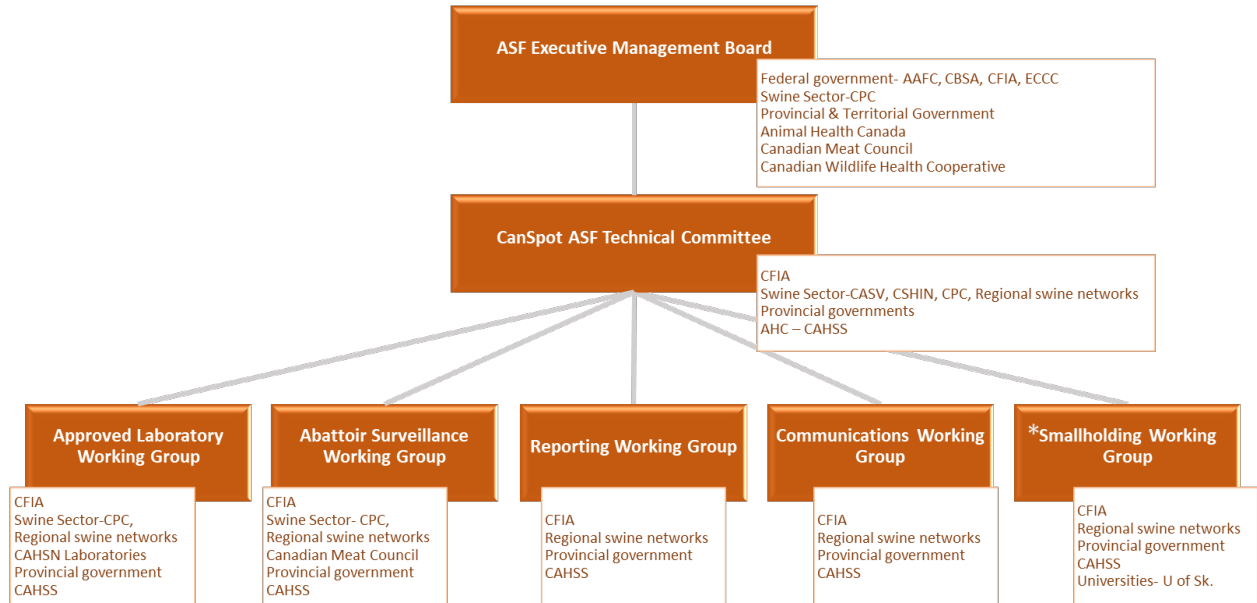 ASF Executive Management Board
Federal government- AAFC, CBSA, CFIA, ECCC
Swine Sector-CPC
Provincial & Territorial Government
Animal Health Canada
Canadian Meat Council
Canadian Wildlife Health Cooperative
CanSpot ASF Technical Committee
CFIA
Swine Sector-CASV, CSHIN, CPC, Regional swine networks
Provincial governments
AHC – CAHSS
Approved Laboratory
Working Group
CFIA
Swine Sector-CPC,
Regional swine networks
CAHSN Laboratories
Provincial government
CAHSS
Abattoir Surveillance
Working Group
CFIA
Swine Sector- CPC,
Regional swine networks
Canadian Meat Council
Provincial government
CAHSS
Reporting Working Group
CFIA
Regional swine networks
Provincial government
CAHSS
Communications Working
Group
CFIA
Regional swine networks
Provincial government
CAHSS
*Smallholding Working
Group
CFIA
Regional swine networks
Provincial government
CAHSS
Universities- U of Sk.